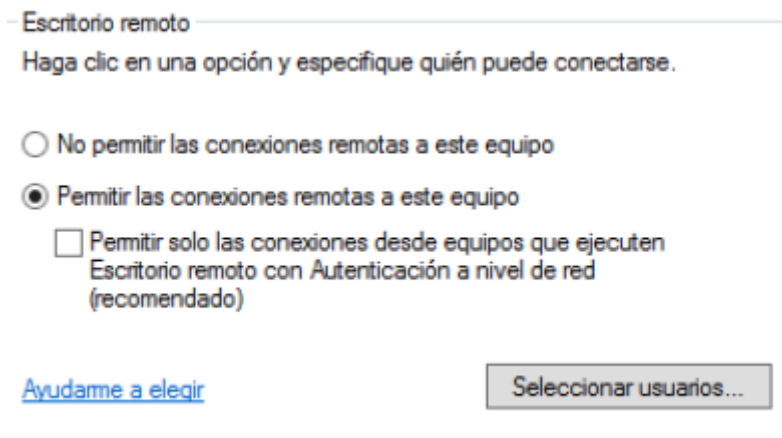 Escritorio remoto
Haga clic en una opción y especifique quién puede conectarse.
No permitir las conexiones remotas a este equipo
Permitir las conexiones remotas a este equipo
Permitir solo las conexiones desde equipos que ejecuten
Escritorio remoto con Autenticación a nivel de red
(recomendado)
Ayudarme a elegir
Seleccionar usuarios...